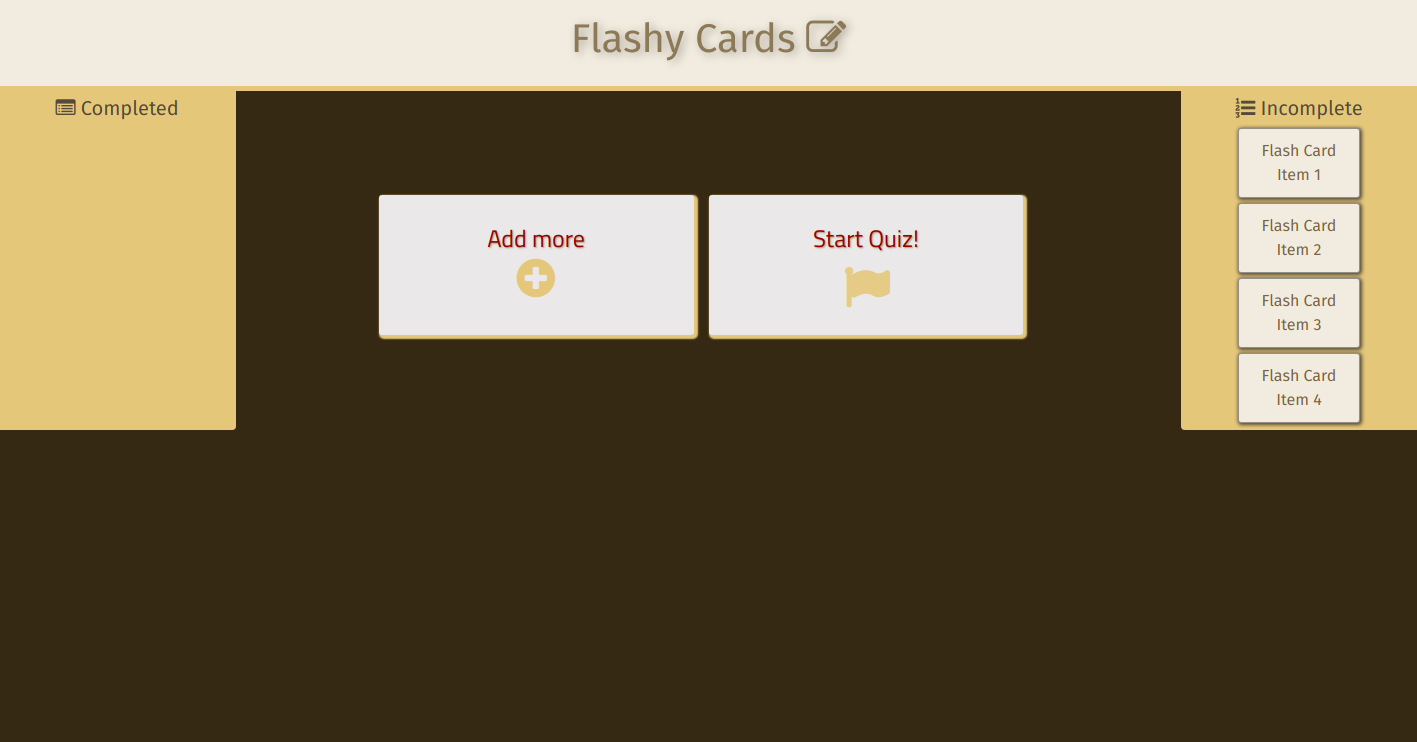 Flashy Cards
Completed
Add more
Start Quiz!
Incomplete
Flash Card
Item 1
Flash Card
Item 2
Flash Card
Item 3
Flash Card
Item 4